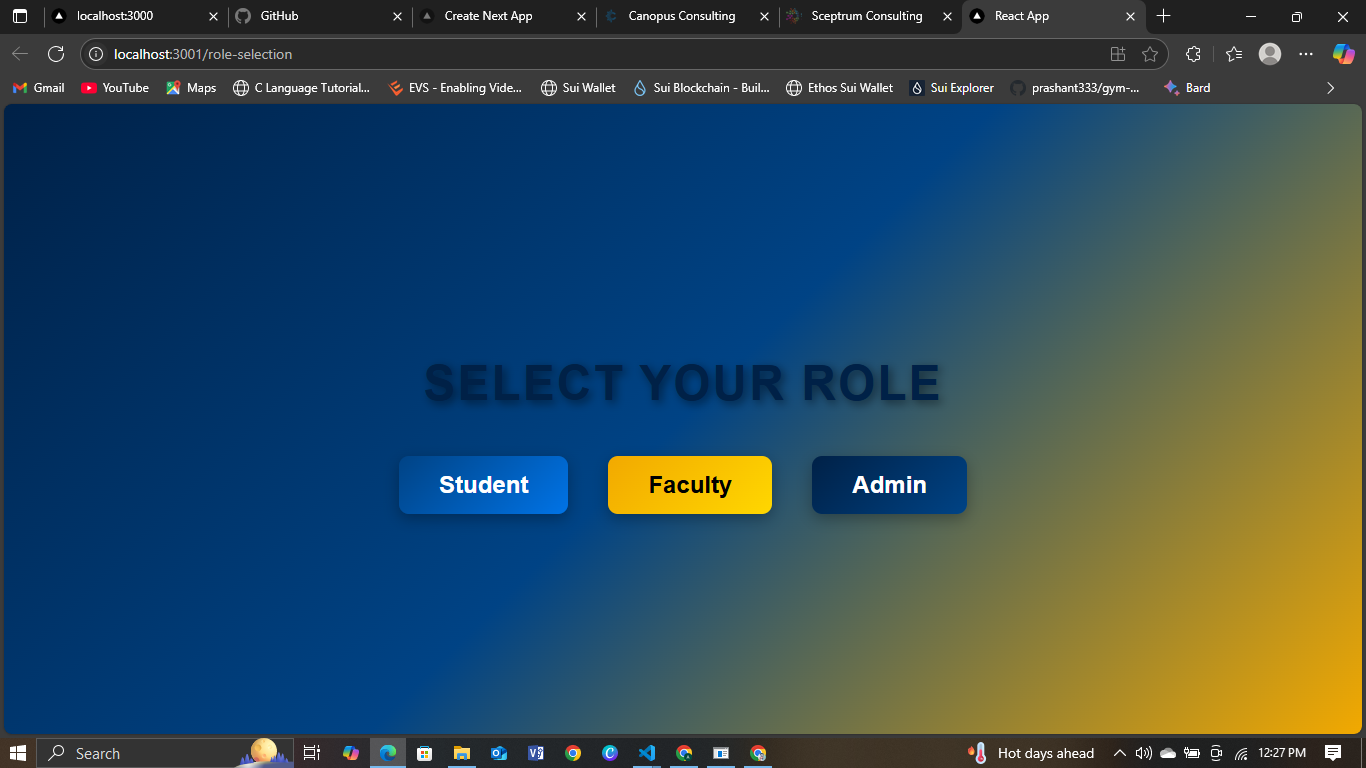 localhost:3000
GitHub
Create Next App
Canopus Consulting
Sceptrum Consulting
React App
localhost:3001/role-selection
Gmail
YouTube
Maps
C Language Tutorial...
EVS - Enabling Vide...
Sui Wallet
Sui Blockchain - Buil...
Ethos Sui Wallet
Sui Explorer
prashant333/gym-...
Bard
SELECT YOUR ROLE
Student
Faculty
Admin
Search
Hot days ahead
12:27 PM